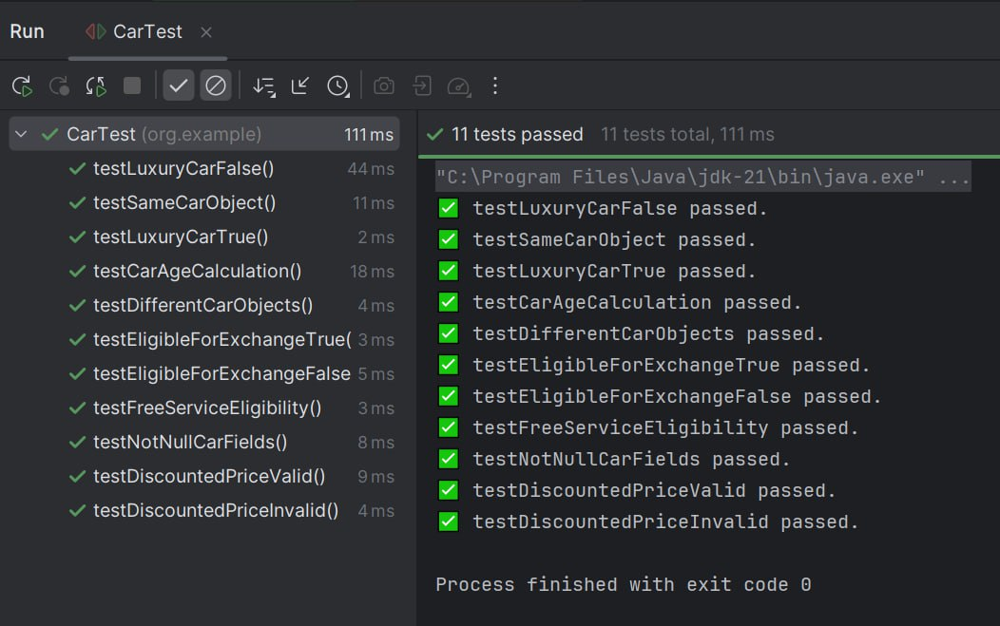 Run CarTest
CarTest (org.example) 111 ms
testLuxuryCarFalse() 44 ms
testSameCarObject() 11 ms
testLuxuryCarTrue() 2 ms
testCarAgeCalculation() 18 ms
testDifferentCarObjects() 4 ms
testEligibleForExchangeTrue( 3 ms
testEligibleForExchangeFalse 5 ms
testFreeServiceEligibility() 3 ms
testNotNullCarFields() 8 ms
testDiscountedPriceValid() 9 ms
testDiscountedPriceInvalid() 4 ms
11 tests passed 11 tests total, 111 ms
"C:\Program Files\Java\jdk-21\bin\java.exe" ...
✅ testLuxuryCarFalse passed.
✅ testSameCarObject passed.
✅ testLuxuryCarTrue passed.
✅ testCarAgeCalculation passed.
✅ testDifferentCarObjects passed.
✅ testEligibleForExchangeTrue passed.
✅ testEligibleForExchangeFalse passed.
✅ testFreeServiceEligibility passed.
✅ testNotNullCarFields passed.
✅ testDiscountedPriceValid passed.
✅ testDiscountedPriceInvalid passed.
Process finished with exit code 0